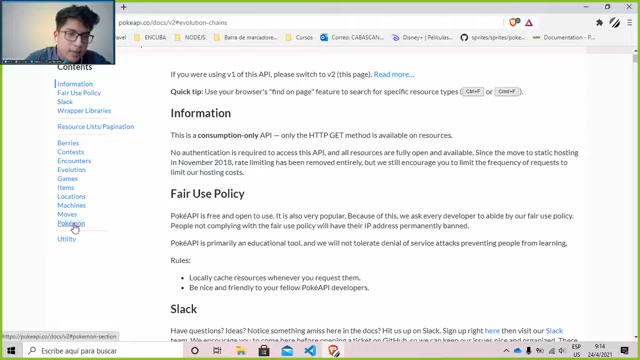 pokeapi.co/docs/v2#evolution-chains
Aplicaciones
ENCUBA
NODEJS
Barra de marcadore...
Cursos
Correo: CABASCAN...
Disney+ | Películas...
sprites/sprites/poke...
Documentation - P...
Contents
Information
Fair Use Policy
Slack
Wrapper Libraries
Resource Lists/Pagination
Berries
Contests
Encounters
Evolution
Games
Items
Locations
Machines
Moves
Pokémon
Utility
If you were using v1 of this API, please switch to v2 (this page). Read more...
Quick tip: Use your browser's "find on page" feature to search for specific resource types ( Ctrl+F or Cmd+F ).
Information
This is a consumption-only API — only the HTTP GET method is available on resources.
No authentication is required to access this API, and all resources are fully open and available. Since the move to static hosting
in November 2018, rate limiting has been removed entirely, but we still encourage you to limit the frequency of requests to
limit our hosting costs.
Fair Use Policy
PokéAPI is free and open to use. It is also very popular. Because of this, we ask every developer to abide by our fair use policy.
People not complying with the fair use policy will have their IP address permanently banned.
PokéAPI is primarily an educational tool, and we will not tolerate denial of service attacks preventing people from learning.
Rules:
Locally cache resources whenever you request them.
Be nice and friendly to your fellow PokéAPI developers.
Slack
Have questions? Ideas? Notice something amiss here in the docs? Hit us up on Slack. Sign up right here then visit our Slack
https://pokeapi.co/docs/v2#pokemon-section
Escribe aquí para buscar
ESP
9:14
24/4/2021